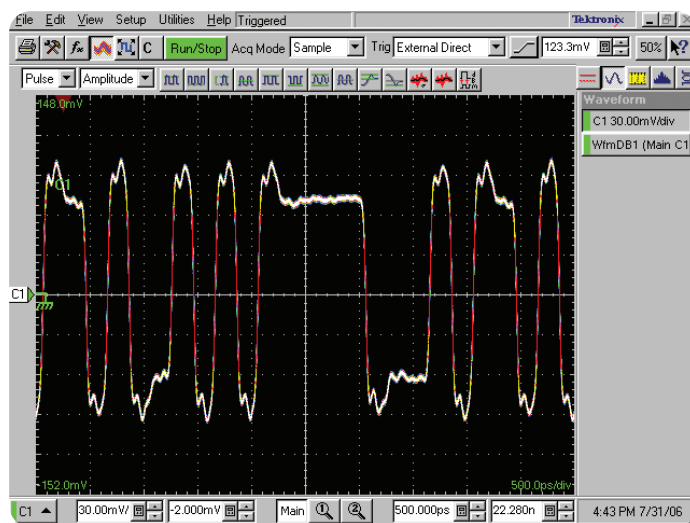 File Edit View Setup Utilities Help Triggered Tektronix
C Run/Stop Acq Mode Sample Trig External Direct 123.3mV 50%
Pulse Amplitude
148.0mV
C1
C1
-152.0mV 500.0ps/div
Waveform
C1 30.00mV/div
WfmDB1 (Main C1
C1 30.00mV/ -2.000mV Main 1 2 500.000ps 22.280n 4:43 PM 7/31/06